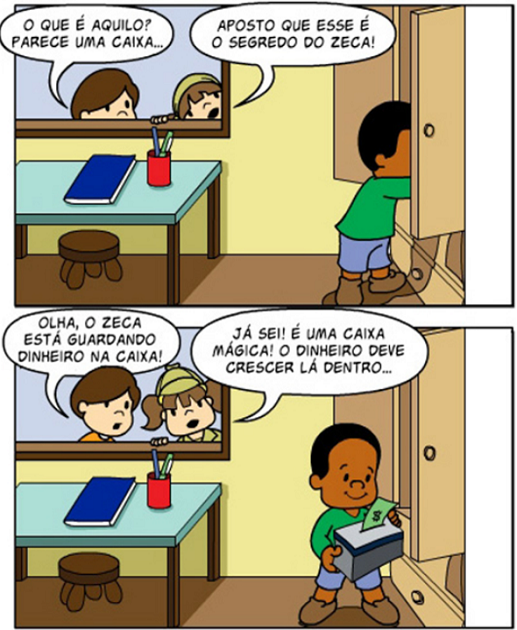 O QUE É AQUILO?
PARECE UMA CAIXA...
APOSTO QUE ESSE É
O SEGREDO DO ZECA!
OLHA, O ZECA
ESTÁ GUARDANDO
DINHEIRO NA CAIXA!
JÁ SEI! É UMA CAIXA
MÁGICA! O DINHEIRO DEVE
CRESCER LÁ DENTRO...
$